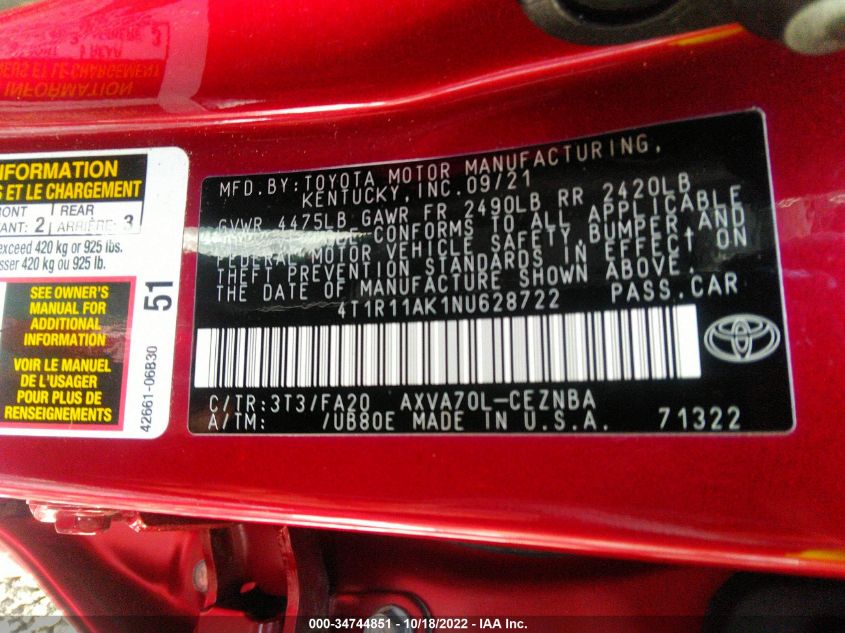 INFORMATION
S ET LE CHARGEMENT
RONT
ANT: 2
REAR
ARRIÈRE: 3
exceed 420 kg or 925 lbs.
sser 420 kg ou 925 lb.
SEE OWNER'S
MANUAL FOR
ADDITIONAL
INFORMATION
VOIR LE MANUEL
DE L'USAGER
POUR PLUS DE
RENSEIGNEMENTS
51
42661-06B30
MFD.BY:TOYOTA MOTOR MANUFACTURING,
KENTUCKY,INC.09/21
GVWR 4475LB GAWR FR 2490LB RR 2420LB
CONFORMS TO ALL APPLICABLE
FEDERAL MOTOR VEHICLE SAFETY,BUMPER,AND
THEFT PREVENTION STANDARDS IN EFFECT ON
THE DATE OF MANUFACTURE SHOWN ABOVE.
4T1R11AK1NU628722 PASS.CAR
C/TR:3T3/FA20 AXVA70L-CEZNBA
A/TM: /UB80E MADE IN U.S.A. 71322
TOYOTA
000-34744851 - 10/18/2022 - IAA Inc.